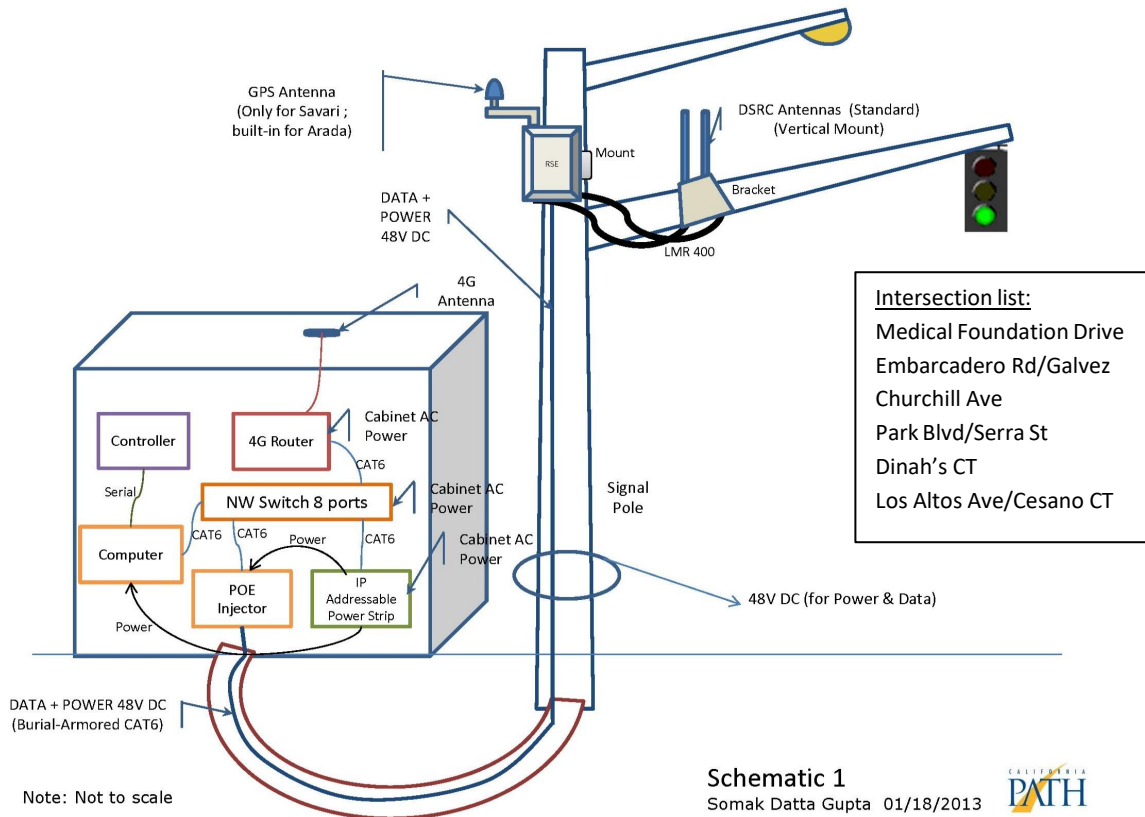 GPS Antenna
(Only for Savari ;
built-in for Arada)
DSRC Antennas (Standard)
(Vertical Mount)
RSE
Mount
Bracket
DATA +
POWER
48V DC
LMR 400
4G
Antenna
Intersection list:
Medical Foundation Drive
Embarcadero Rd/Galvez
Churchill Ave
Park Blvd/Serra St
Dinah’s CT
Los Altos Ave/Cesano CT
Controller
4G Router
Cabinet AC
Power
CAT6
Serial
NW Switch 8 ports
Cabinet AC
Power
Signal
Pole
Computer
CAT6
CAT6
Power
CAT6
Cabinet AC
Power
POE
Injector
IP
Addressable
Power Strip
Power
48V DC (for Power & Data)
DATA + POWER 48V DC
(Burial-Armored CAT6)
Note: Not to scale
Schematic 1
Somak Datta Gupta 01/18/2013
CALIFORNIA
PATH